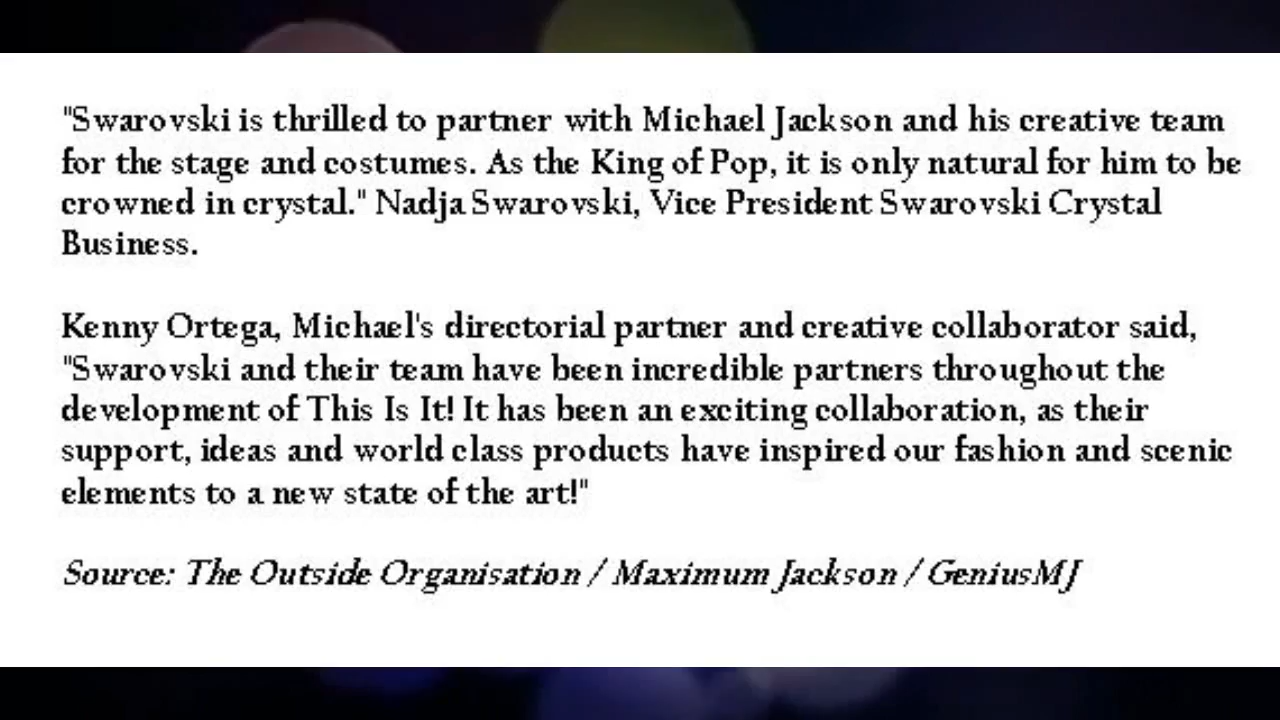 "Swarovski is thrilled to partner with Michael Jackson and his creative team
for the stage and costumes. As the King of Pop, it is only natural for him to be
crowned in crystal." Nadja Swarovski, Vice President Swarovski Crystal
Business.
Kenny Ortega, Michael's directorial partner and creative collaborator said,
"Swarovski and their team have been incredible partners throughout the
development of This Is It! It has been an exciting collaboration, as their
support, ideas and world class products have inspired our fashion and scenic
elements to a new state of the art!"
Source: The Outside Organisation / Maximum Jackson / GeniusMJ